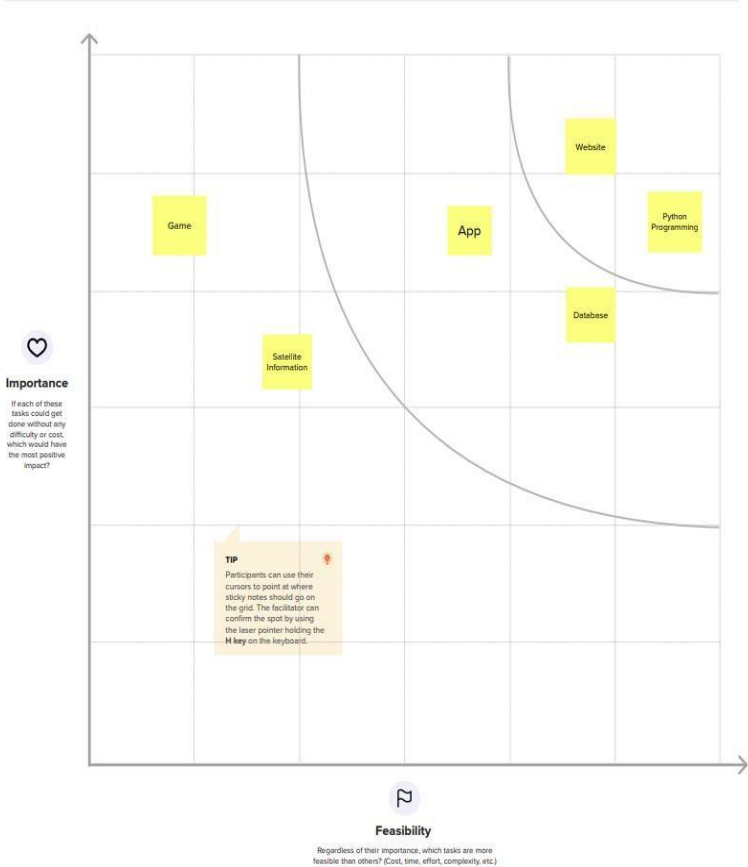 Website
Game
Python
Programming
App
Database
Satellite
Information
Importance
If each of these
tasks could get
done without any
difficulty or cost,
which would have
the most positive
impact?
TIP
Participants can use their
cursors to point at where
sticky notes should go on
the grid. The facilitator can
confirm the spot by using
the laser pointer holding the
H key on the keyboard.
Feasibility
Regardless of their importance, which tasks are more
feasible than others? (Cost, time, effort, complexity, etc.)